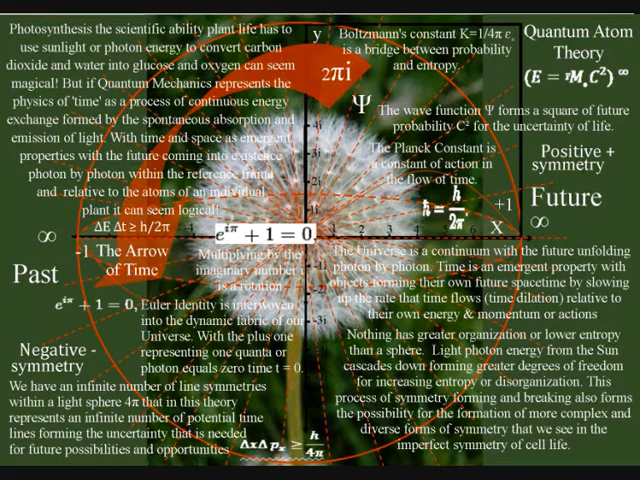 Photosynthesis the scientific ability plant life has to
use sunlight or photon energy to convert carbon
dioxide and water into glucose and oxygen can seem
magical! But if Quantum Mechanics represents the
physics of 'time' as a process of continuous energy
exchange formed by the spontaneous absorption and
emission of light. With time and space as emergent
properties with the future coming into existence
photon by photon within the reference frame
and relative to the atoms of an individual
plant it can seem logical!
ΔE Δt ≥ h/2π
∞
-1 The Arrow
of Time
Past
e^{iπ} + 1 = 0,
Negative -
symmetry
Euler Identity is interwoven
into the dynamic fabric of our
Universe. With the plus one
representing one quanta or
photon equals zero time t = 0.
We have an infinite number of line symmetries
within a light sphere 4π that in this theory
represents an infinite number of potential time
lines forming the uncertainty that is needed
for future possibilities and opportunities
ΔxΔp_x ≥ h/4π
y
2πi
Ψ
4i
1i
-1
e^{iπ} + 1 = 0.
Multiplying by the
imaginary number i
is a rotation
-1i
-2i
-3i
Boltzmann's constant K=1/4π ε
is a bridge between probability
and entropy.
Quantum Atom
Theory
The wave function Ψ forms a square of future
probability C² for the uncertainty of life.
The Planck Constant is
a constant of action in
the flow of time.
ħ = h/2π.
Positive +
symmetry
+1
X
Future
∞
The Universe is a continuum with the future unfolding
photon by photon. Time is an emergent property with
objects forming their own future spacetime by slowing
up the rate that time flows (time dilation) relative to
their own energy & momentum or actions
Nothing has greater organization or lower entropy
than a sphere. Light photon energy from the Sun
cascades down forming greater degrees of freedom
for increasing entropy or disorganization. This
process of symmetry forming and breaking also forms
the possibility for the formation of more complex and
diverse forms of symmetry that we see in the
imperfect symmetry of cell life.